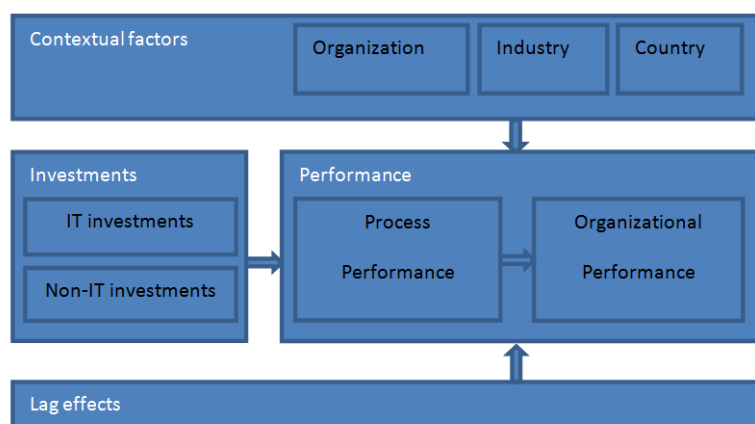 Contextual factors
Organization
Industry
Country
Investments
IT investments
Non-IT investments
Performance
Process
Performance
Organizational
Performance
Lag effects